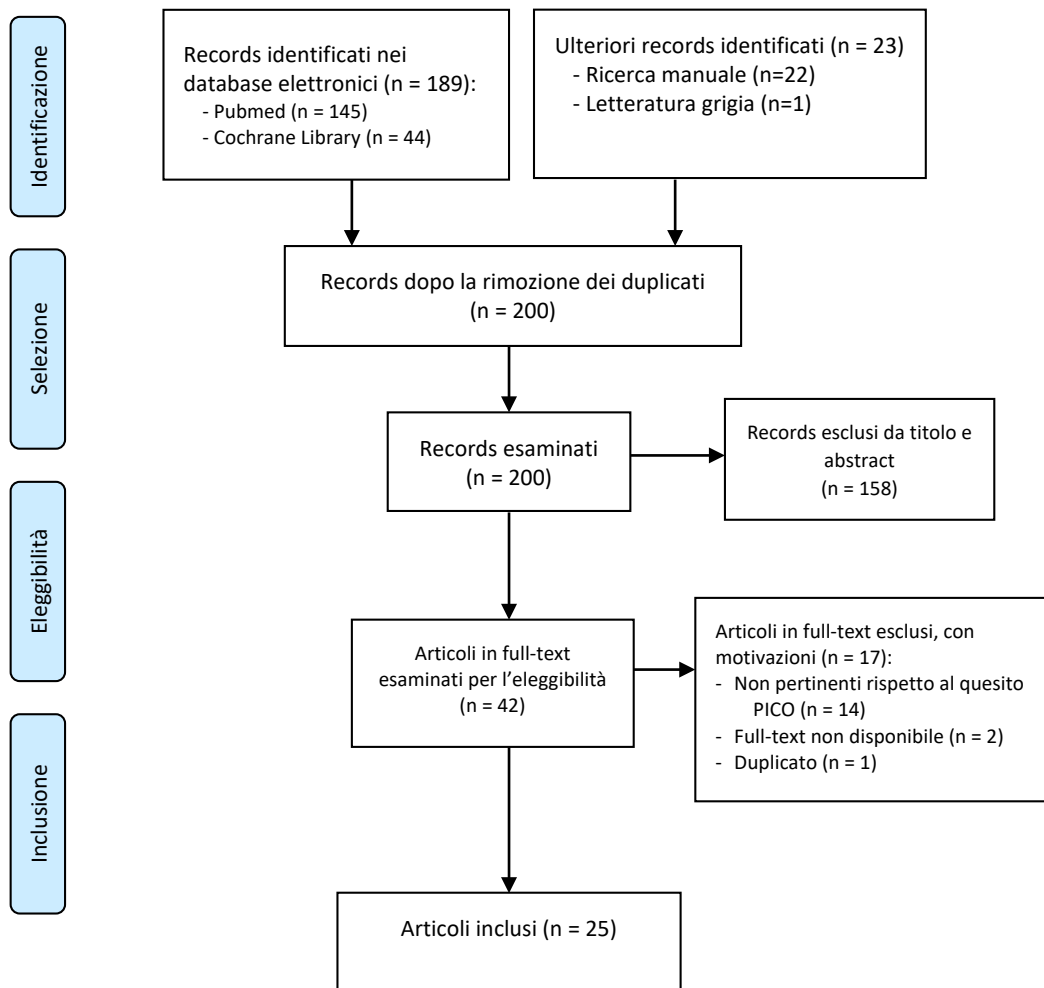 Identificazione
Records identificati nei
database elettronici (n = 189):
- Pubmed (n = 145)
- Cochrane Library (n = 44)
Ulteriori records identificati (n = 23)
- Ricerca manuale (n=22)
- Letteratura grigia (n=1)
Selezione
Records dopo la rimozione dei duplicati
(n = 200)
Records esaminati
(n = 200)
Records esclusi da titolo e
abstract
(n = 158)
Eleggibilità
Articoli in full-text
esaminati per l’eleggibilità
(n = 42)
Articoli in full-text esclusi, con
motivazioni (n = 17):
- Non pertinenti rispetto al quesito
PICO (n = 14)
- Full-text non disponibile (n = 2)
- Duplicato (n = 1)
Inclusione
Articoli inclusi (n = 25)